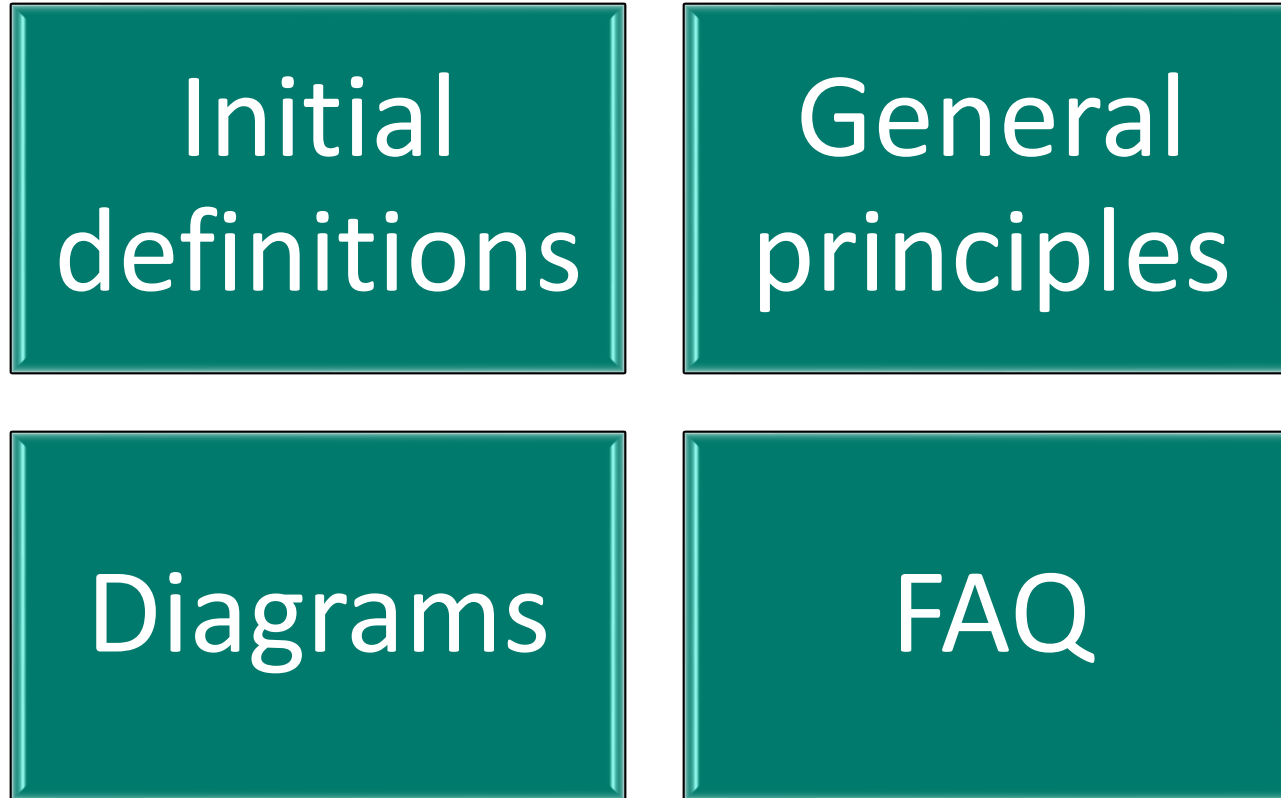 Initial
definitions
General
principles
Diagrams
FAQ